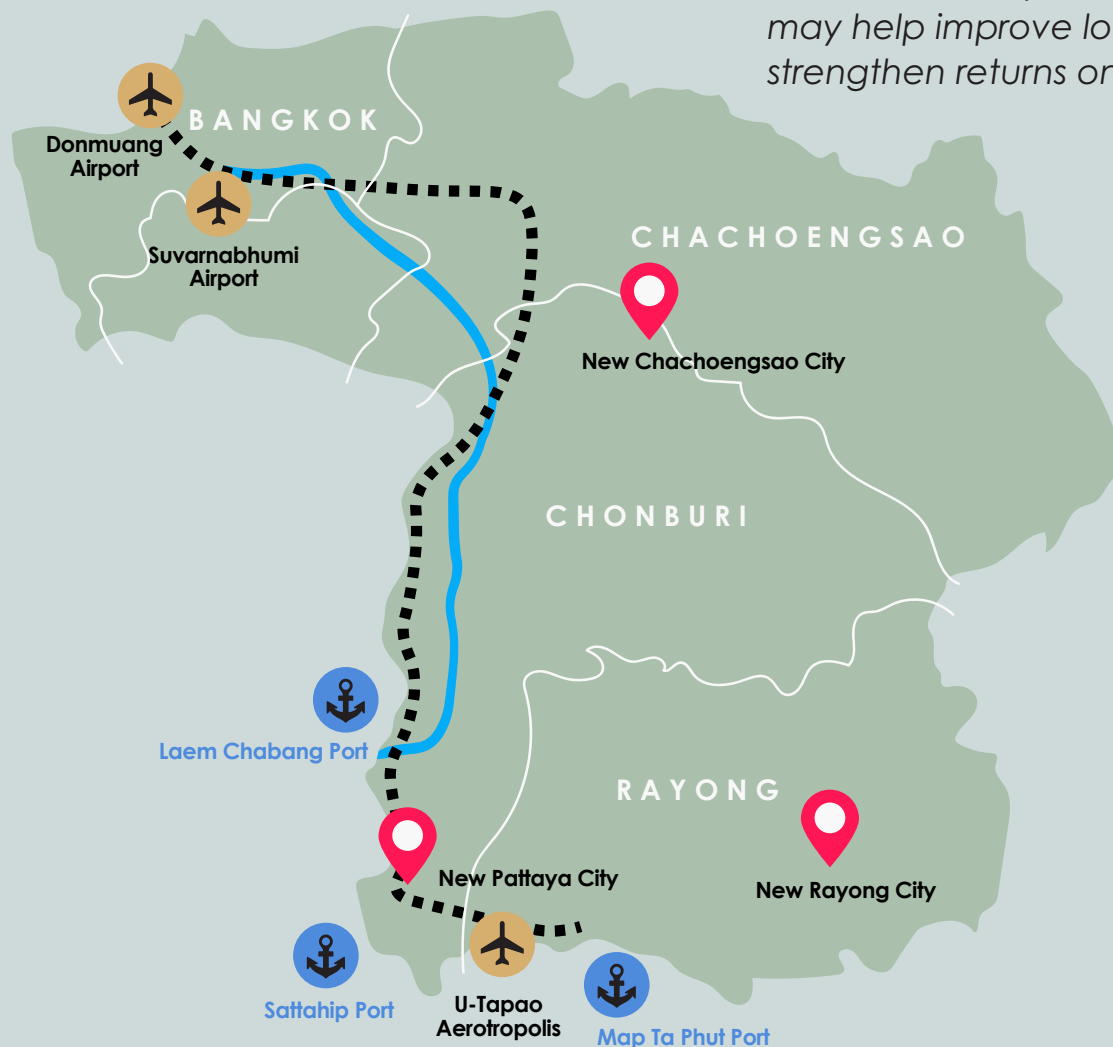 may help improve lo
strengthen returns on
BANGKOK
Donmuang
Airport
Suvarnabhumi
Airport
CHACHOENGSAO
New Chachoengsao City
CHONBURI
Laem Chabang Port
RAYONG
New Pattaya City
New Rayong City
Sattahip Port
U-Tapao
Aerotropolis
Map Ta Phut Port